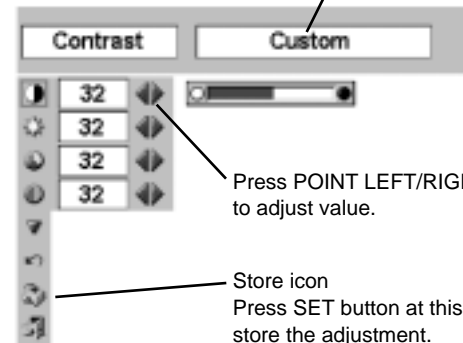 Contrast Custom
32
32
32
32
Press POINT LEFT/RIGH
to adjust value.
Store icon
Press SET button at this
store the adjustment.